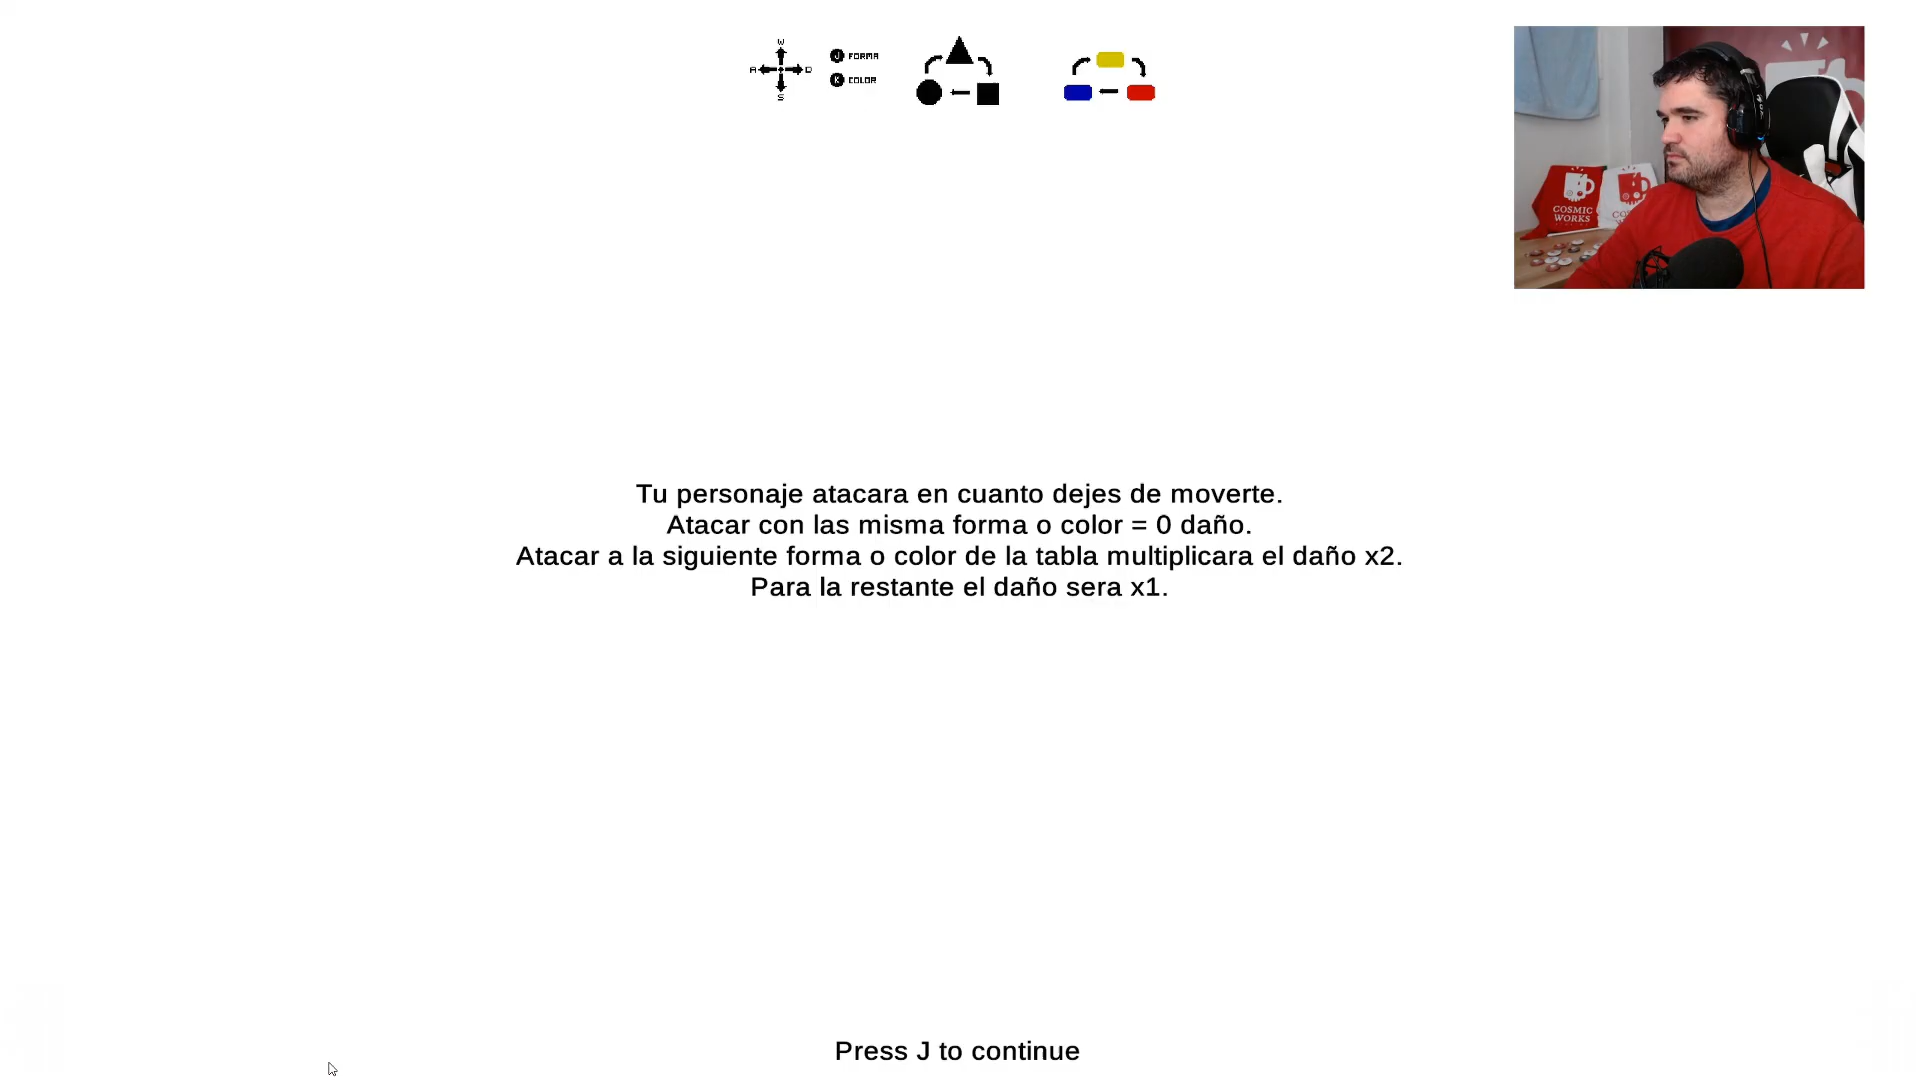 W
A D
S
J FORMA
K COLOR
COSMIC
WORKS
Tu personaje atacara en cuanto dejes de moverte.
Atacar con las misma forma o color = 0 daño.
Atacar a la siguiente forma o color de la tabla multiplicara el daño x2.
Para la restante el daño sera x1.
Press J to continue